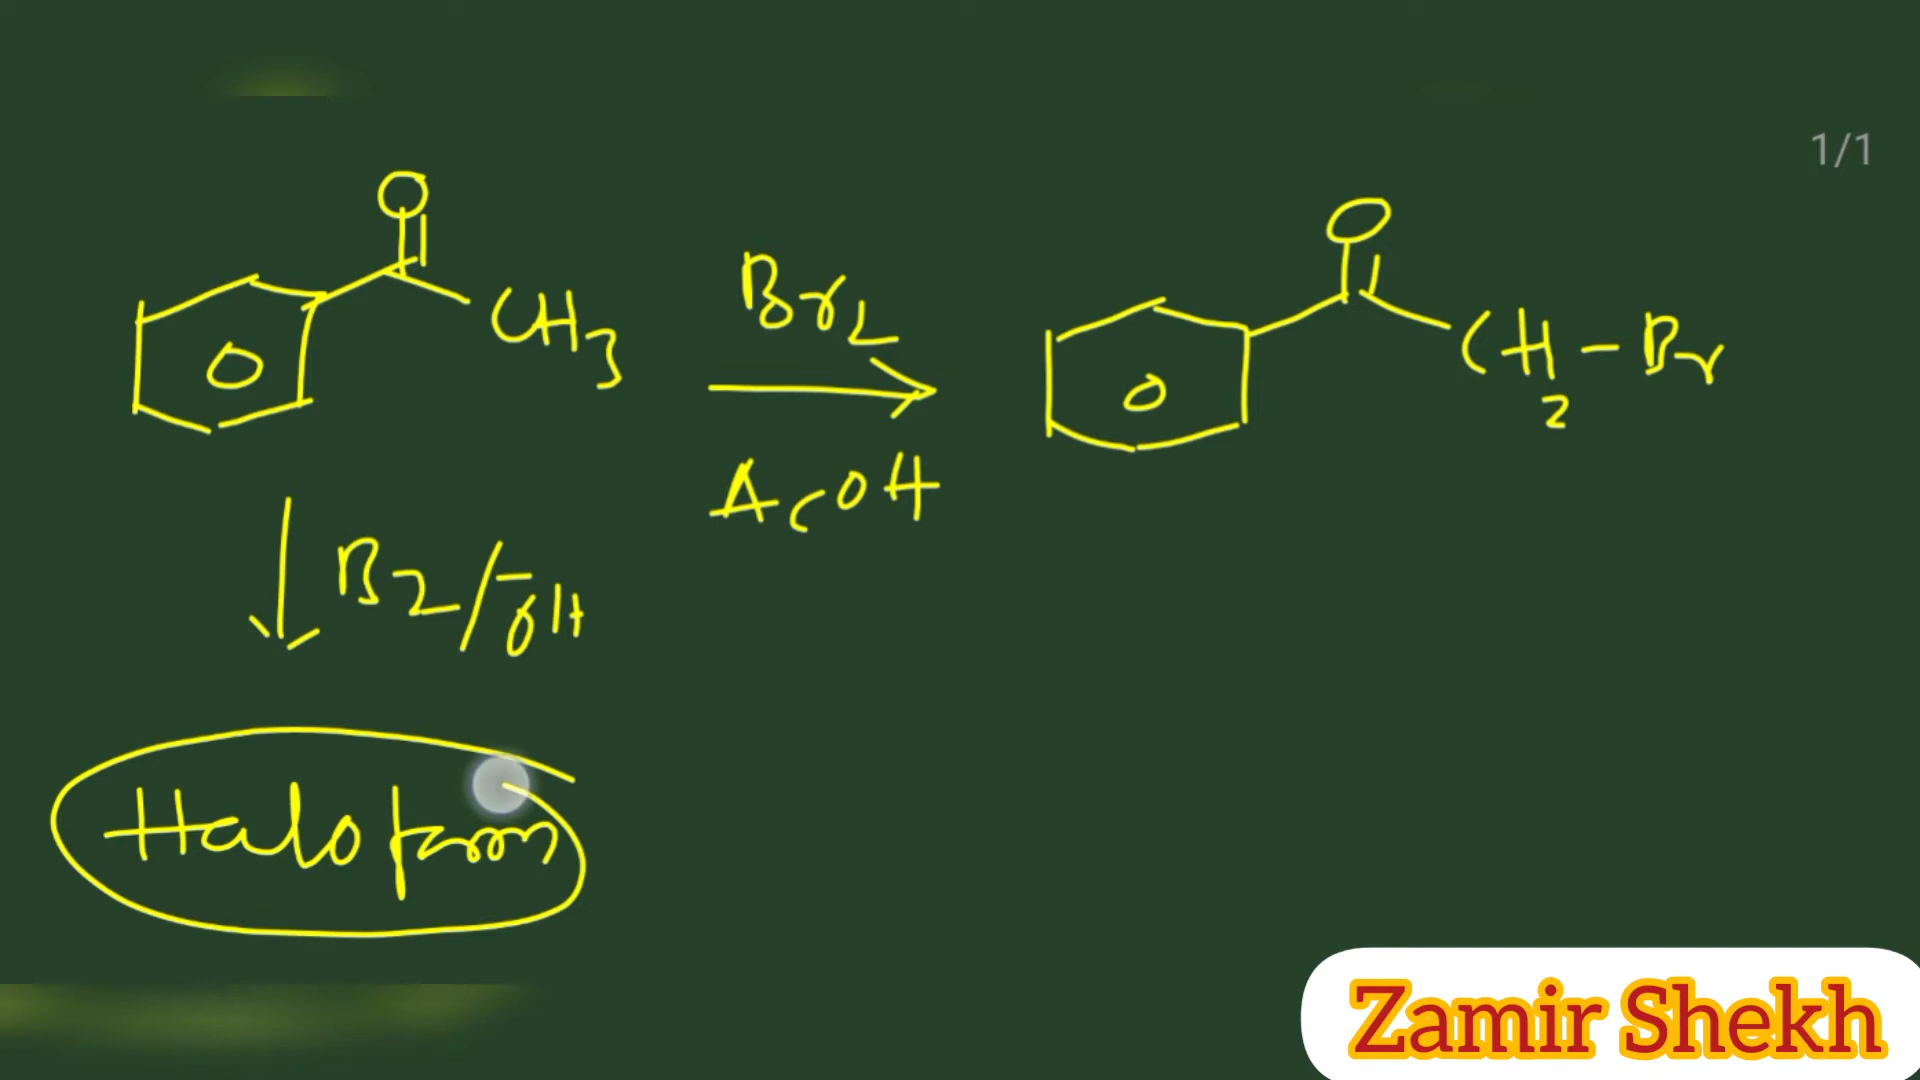 1/1
O
CH3
Br2
AcOH
O
CH2-Br
B2/OH
Haloform
Zamir Shekh